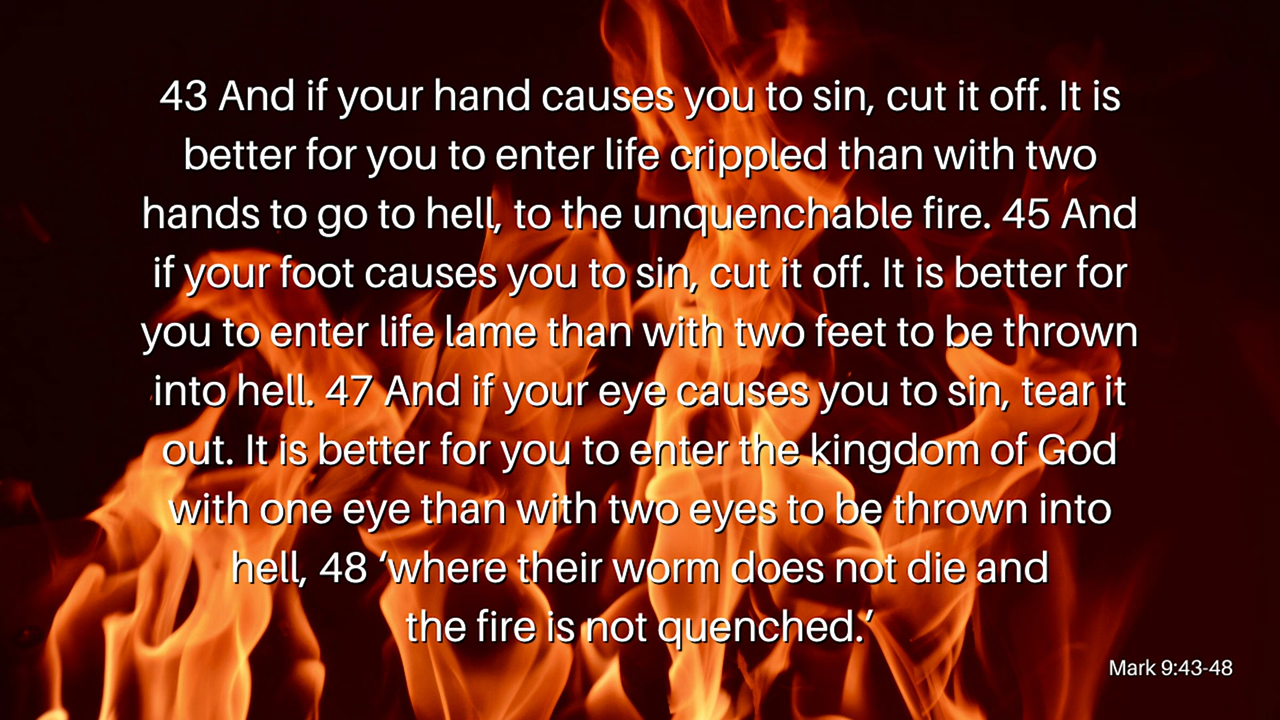 43 And if your hand causes you to sin, cut it off. It is
better for you to enter life crippled than with two
hands to go to hell, to the unquenchable fire. 45 And
if your foot causes you to sin, cut it off. It is better for
you to enter life lame than with two feet to be thrown
into hell. 47 And if your eye causes you to sin, tear it
out. It is better for you to enter the kingdom of God
with one eye than with two eyes to be thrown into
hell, 48 ‘where their worm does not die and
the fire is not quenched.’
Mark 9:43-48